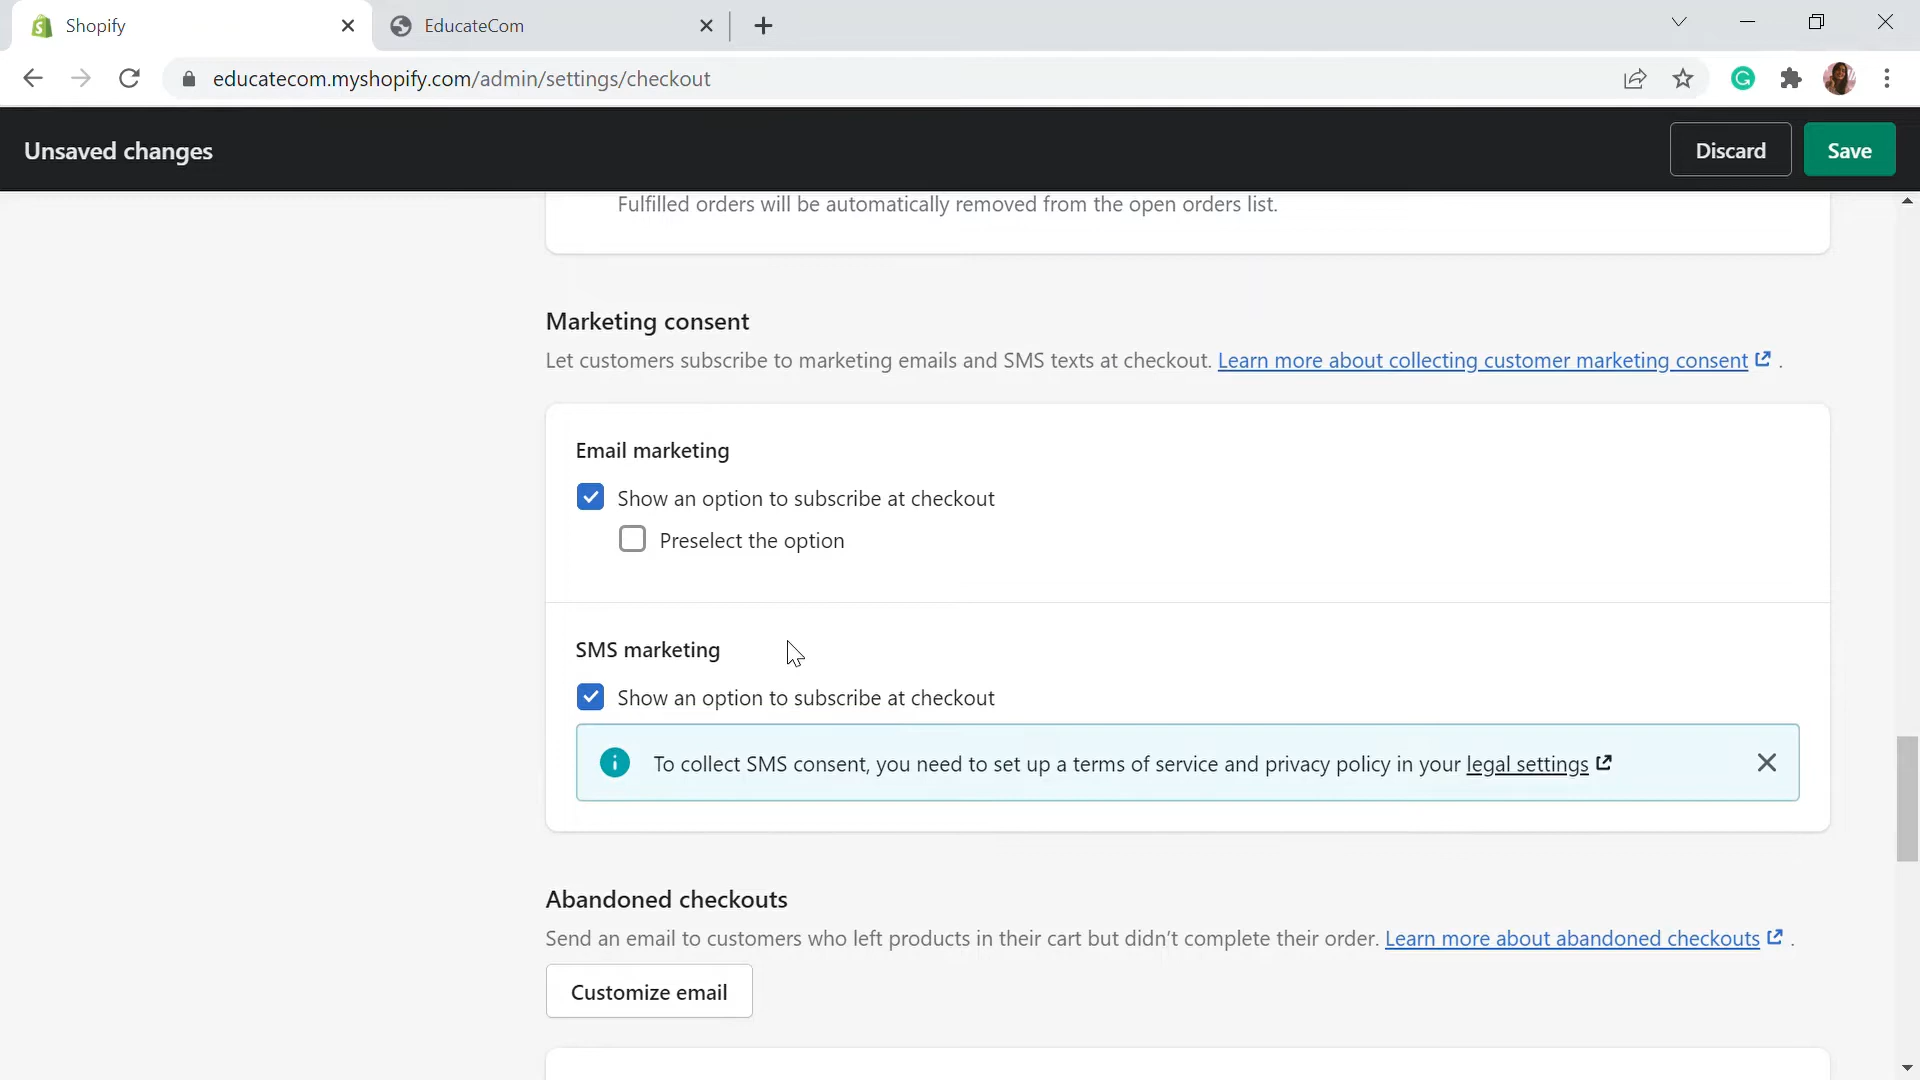 Shopify
EducateCom
educatecom.myshopify.com/admin/settings/checkout
Unsaved changes
Discard
Save
Fulfilled orders will be automatically removed from the open orders list.
Marketing consent
Let customers subscribe to marketing emails and SMS texts at checkout. Learn more about collecting customer marketing consent .
Email marketing
Show an option to subscribe at checkout
Preselect the option
SMS marketing
Show an option to subscribe at checkout
To collect SMS consent, you need to set up a terms of service and privacy policy in your legal settings
Abandoned checkouts
Send an email to customers who left products in their cart but didn’t complete their order. Learn more about abandoned checkouts .
Customize email